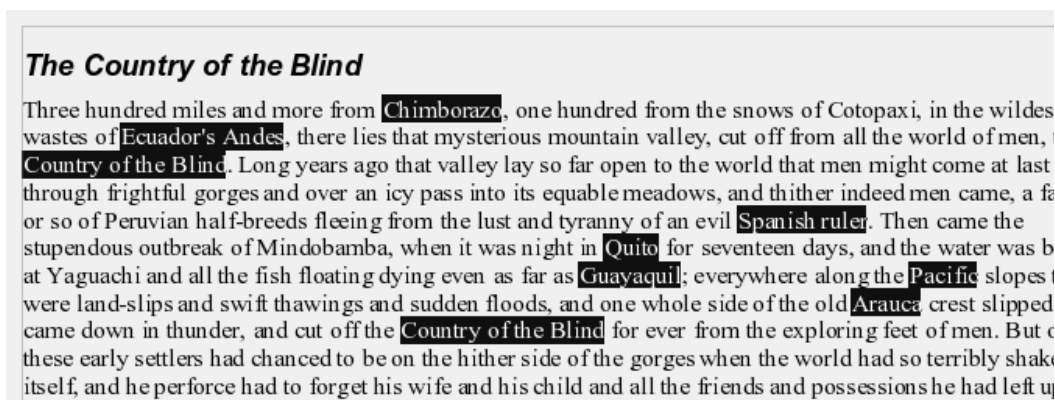 The Country of the Blind
Three hundred miles and more from Chimborazo, one hundred from the snows of Cotopaxi, in the wildes
wastes of Ecuador's Andes, there lies that mysterious mountain valley, cut off from all the world of men,
Country of the Blind. Long years ago that valley lay so far open to the world that men might come at last
through frightful gorges and over an icy pass into its equable meadows, and thither indeed men came, a fa
or so of Peruvian half-breeds fleeing from the lust and tyranny of an evil Spanish ruler. Then came the
stupendous outbreak of Mindobamba, when it was night in Quito for seventeen days, and the water was b
at Yaguachi and all the fish floating dying even as far as Guayaquil; everywhere along the Pacific slopes
were land-slips and swift thawings and sudden floods, and one whole side of the old Arauca crest slipped
came down in thunder, and cut off the Country of the Blind for ever from the exploring feet of men. But
these early settlers had chanced to be on the hither side of the gorges when the world had so terribly shak
itself, and he perforce had to forget his wife and his child and all the friends and possessions he had left up